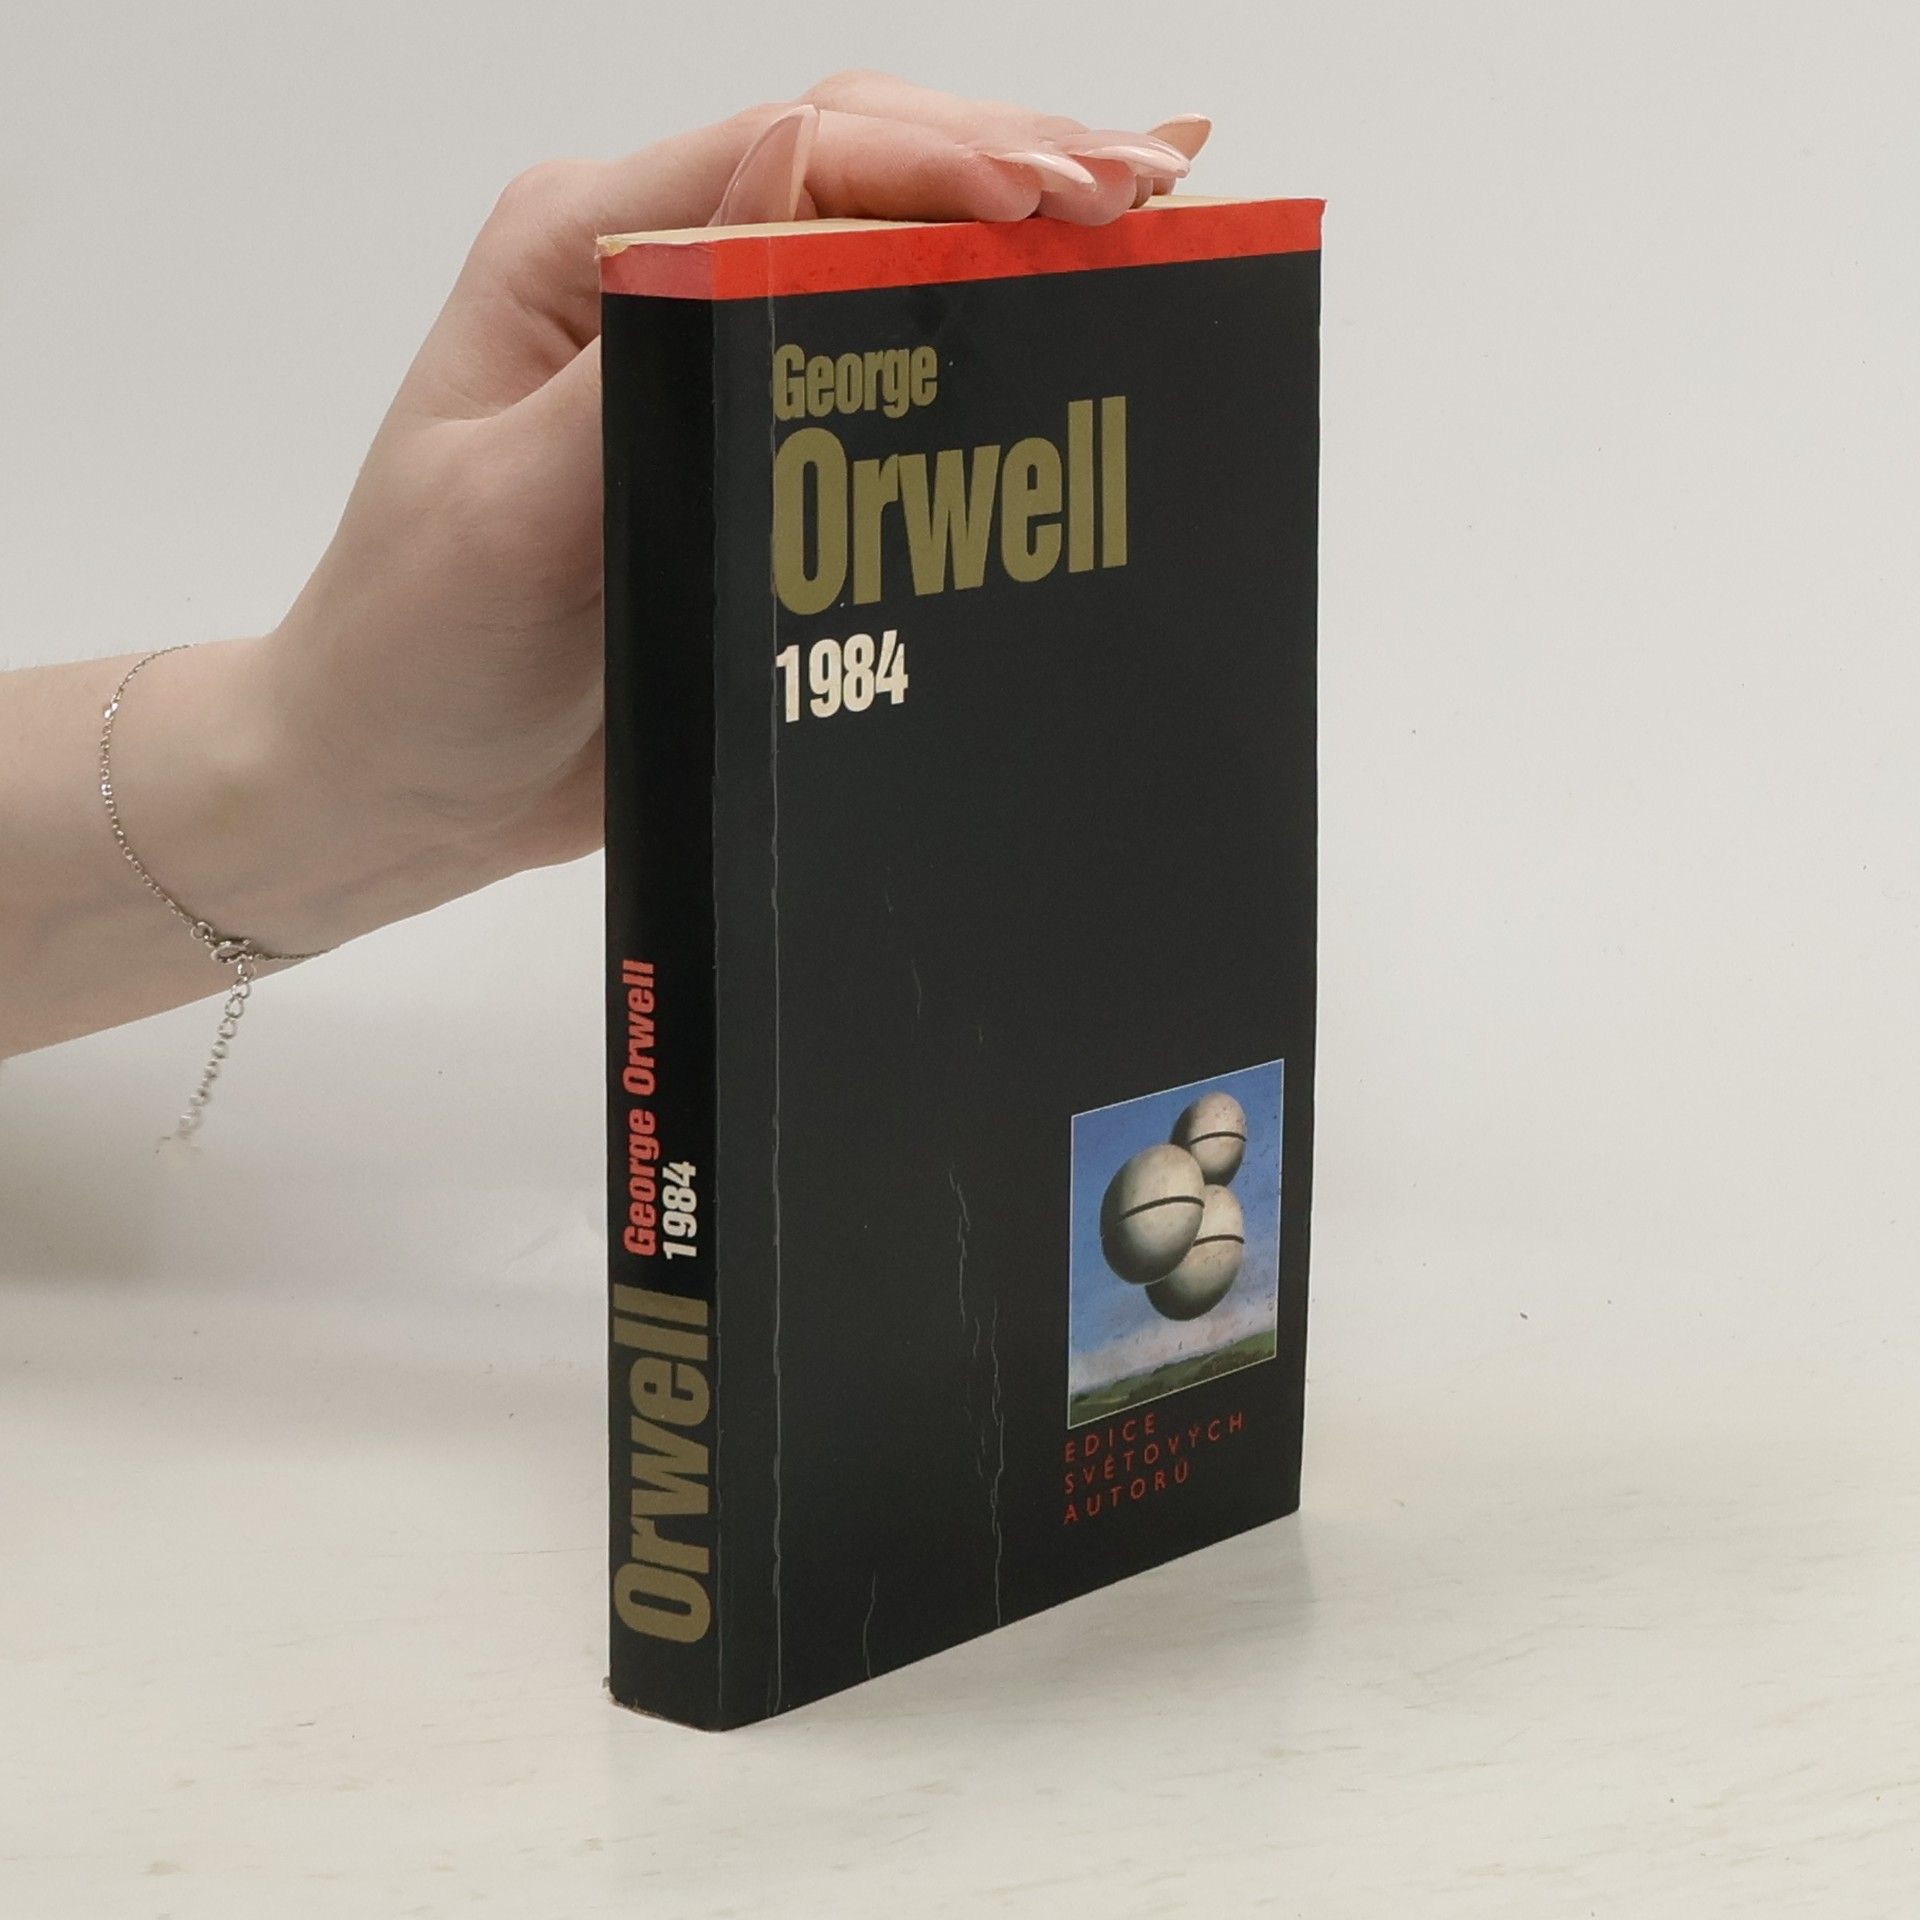 George
Orwell
1984
EDICE
SVĚTOVÝCH
AUTORŮ
George Orwell
1984
Orwell